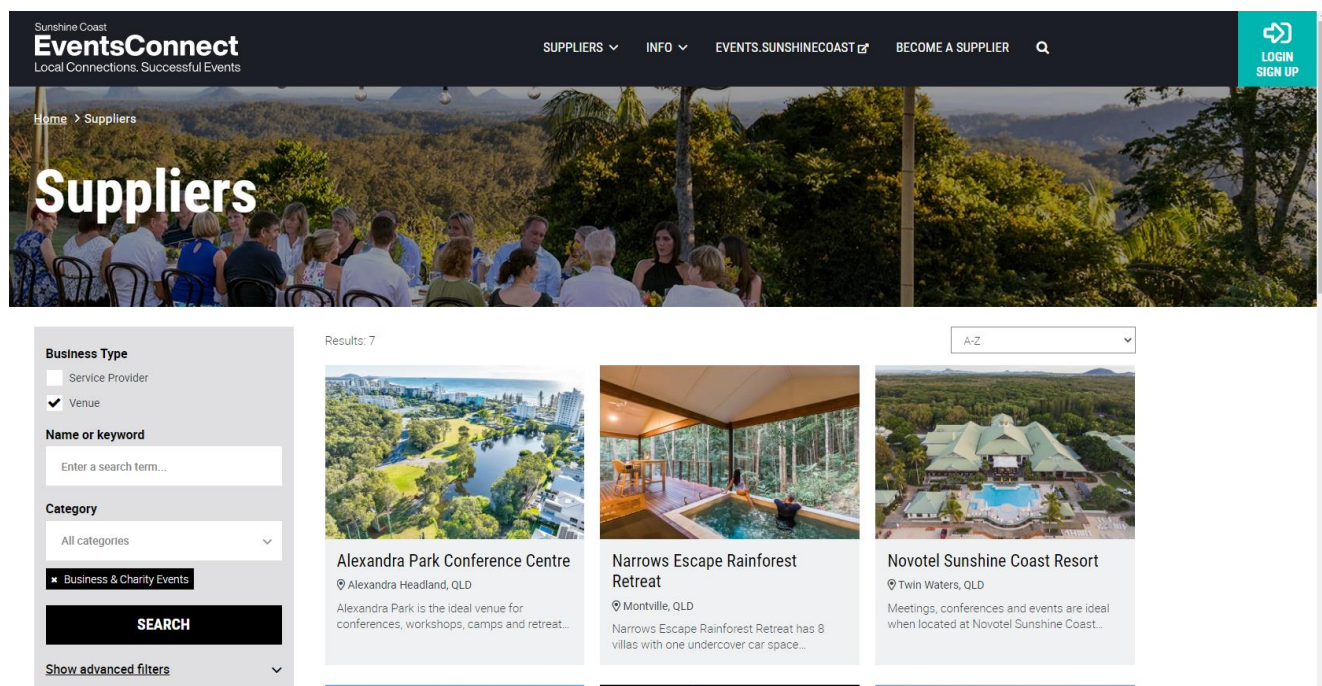 Sunshine Coast
EventsConnect
Local Connections. Successful Events
SUPPLIERS
INFO
EVENTS.SUNSHINECOAST
BECOME A SUPPLIER
LOGIN
SIGN UP
Home > Suppliers
Suppliers
Business Type
Service Provider
Venue
Name or keyword
Enter a search term...
Category
All categories
× Business & Charity Events
SEARCH
Show advanced filters
Results: 7
A-Z
Alexandra Park Conference Centre
Alexandra Headland, QLD
Alexandra Park is the ideal venue for
conferences, workshops, camps and retreat...
Narrows Escape Rainforest
Retreat
Montville, QLD
Narrows Escape Rainforest Retreat has 8
villas with one undercover car space...
Novotel Sunshine Coast Resort
Twin Waters, QLD
Meetings, conferences and events are ideal
when located at Novotel Sunshine Coast...